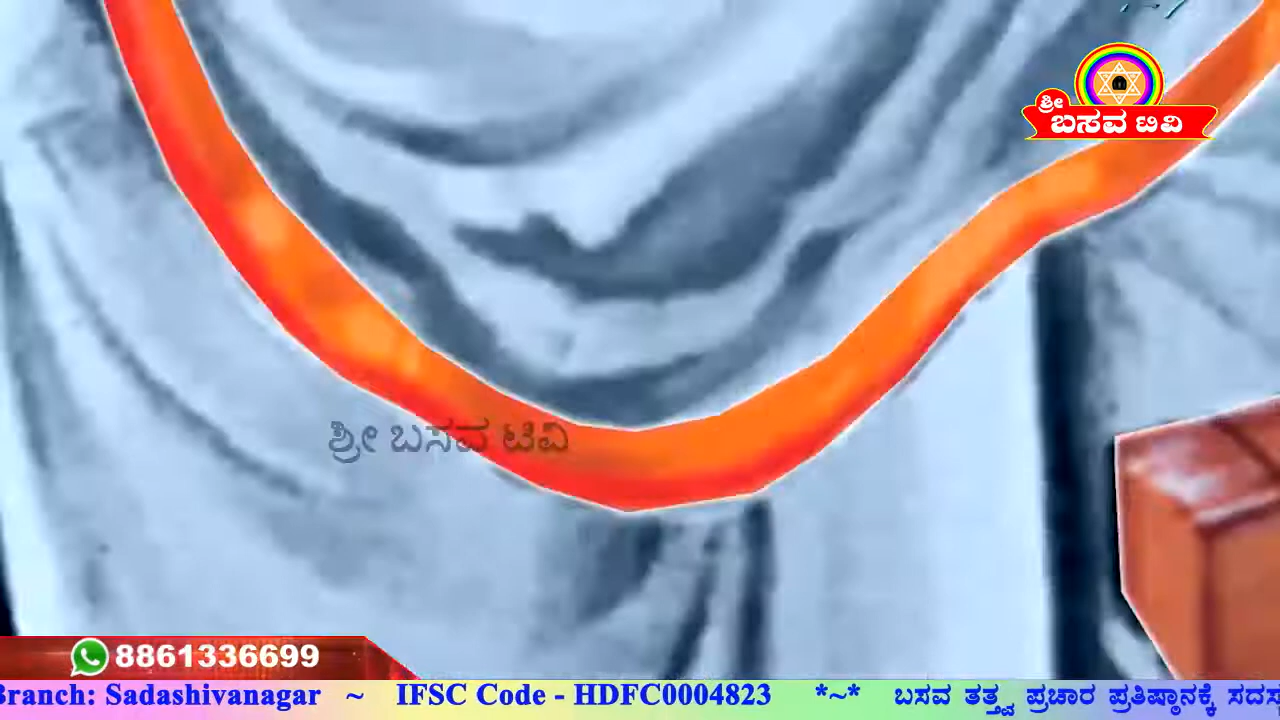 ಶ್ರೀ
ಬಸವ ಟಿವಿ
ಶ್ರೀ ಬಸವ ಟಿವಿ
8861336699
Branch: Sadashivanagar ~ IFSC Code - HDFC0004823 *~* ಬಸವ ತತ್ತ್ವ ಪ್ರಚಾರ ಪ್ರತಿಷ್ಠಾನಕ್ಕೆ